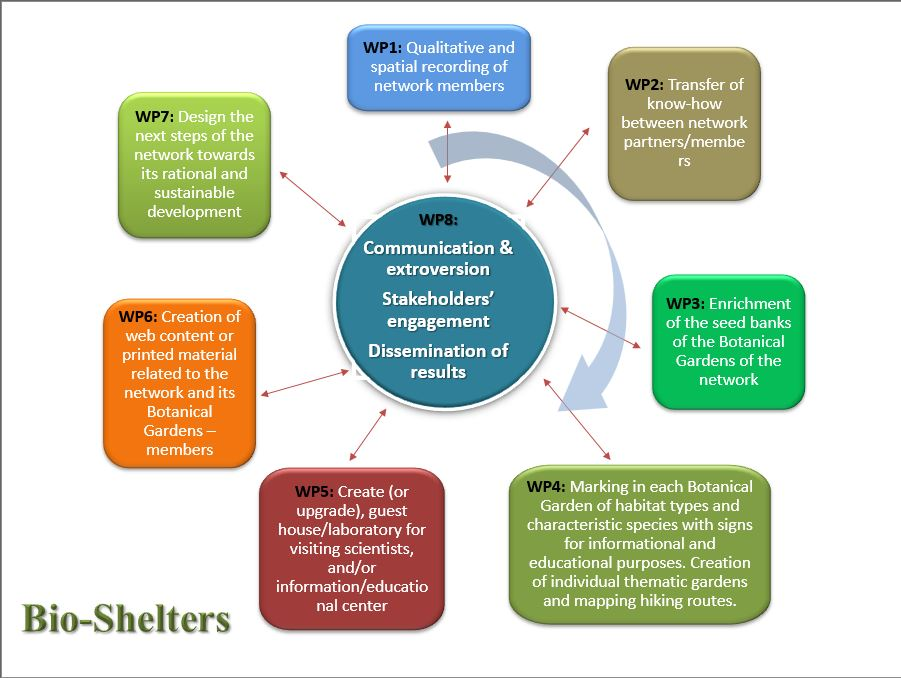 WP1: Qualitative and
spatial recording of
network members
WP2: Transfer of
know-how
between network
partners/membe
rs
WP3: Enrichment
of the seed banks
of the Botanical
Gardens of the
network
WP4: Marking in each Botanical
Garden of habitat types and
characteristic species with signs
for informational and
educational purposes. Creation
of individual thematic gardens
and mapping hiking routes.
WP5: Create (or
upgrade), guest
house/laboratory for
visiting scientists,
and/or
information/educatio
nal center
WP6: Creation of
web content or
printed material
related to the
network and its
Botanical
Gardens –
members
WP7: Design the
next steps of the
network towards
its rational and
sustainable
development
WP8:
Communication &
extroversion
Stakeholders’
engagement
Dissemination of
results
Bio-Shelters